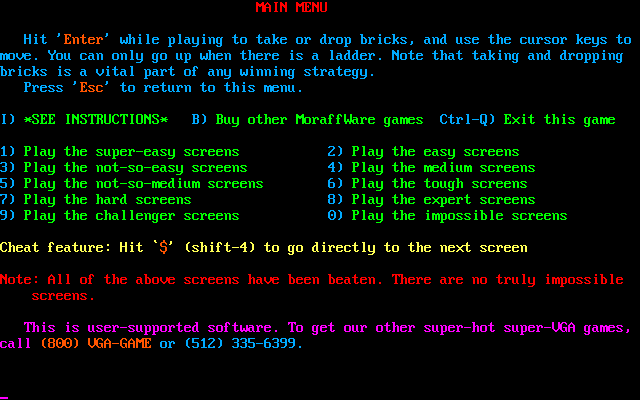 MAIN MENU
Hit 'Enter' while playing to take or drop bricks, and use the cursor keys to
move. You can only go up when there is a ladder. Note that taking and dropping
bricks is a vital part of any winning strategy.
Press 'Esc' to return to this menu.
I) *SEE INSTRUCTIONS* B) Buy other MoraffWare games Ctrl-Q) Exit this game
1) Play the super-easy screens 2) Play the easy screens
3) Play the not-so-easy screens 4) Play the medium screens
5) Play the not-so-medium screens 6) Play the tough screens
7) Play the hard screens 8) Play the expert screens
9) Play the challenger screens 0) Play the impossible screens
Cheat feature: Hit `$' (shift-4) to go directly to the next screen
Note: All of the above screens have been beaten. There are no truly impossible
screens.
This is user-supported software. To get our other super-hot super-VGA games,
call (800) VGA-GAME or (512) 335-6399.